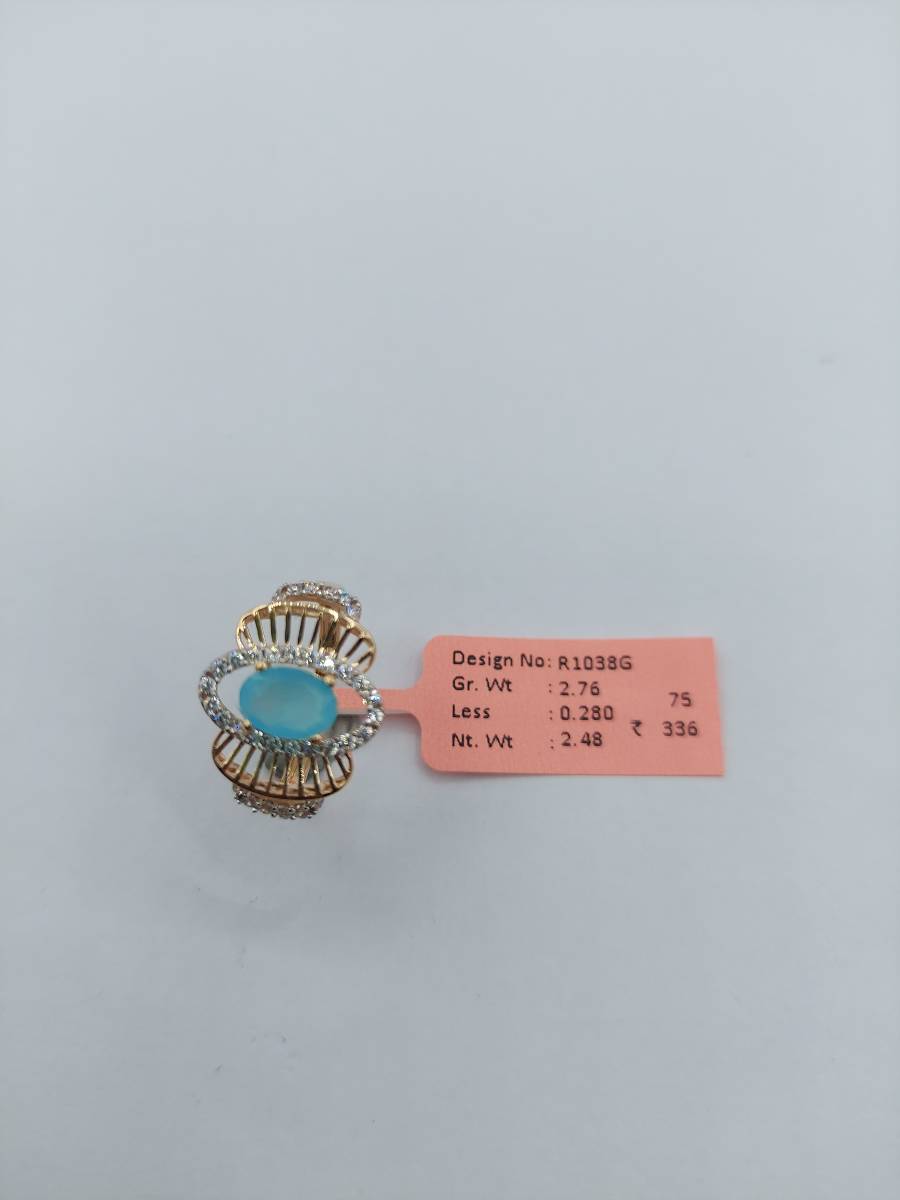 Design No: R1038G
Gr. Wt : 2.76
75
Less : 0.280
₹ 336
Nt. Wt : 2.48